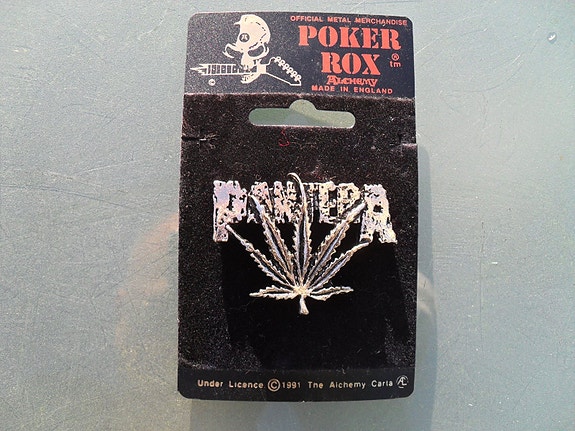 OFFICIAL METAL MERCHANDISE
POKER
ROX ® tm
ALCHEMY
MADE IN ENGLAND
PANTERA
Under Licence © 1991 The Alchemy Carta